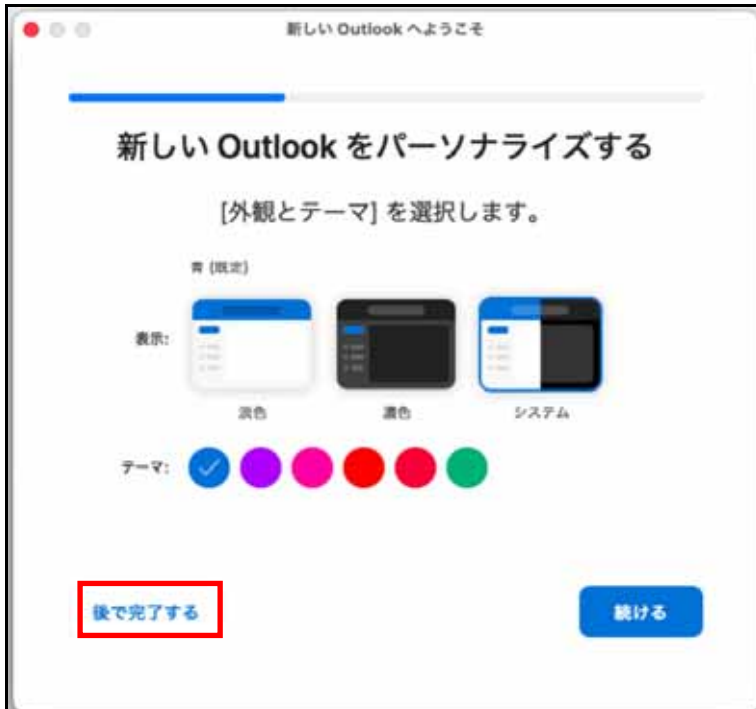 新しい Outlook へようこそ
新しい Outlook をパーソナライズする
[外観とテーマ] を選択します。
青 (既定)
表示:
淡色 濃色 システム
テーマ:
後で完了する 続ける